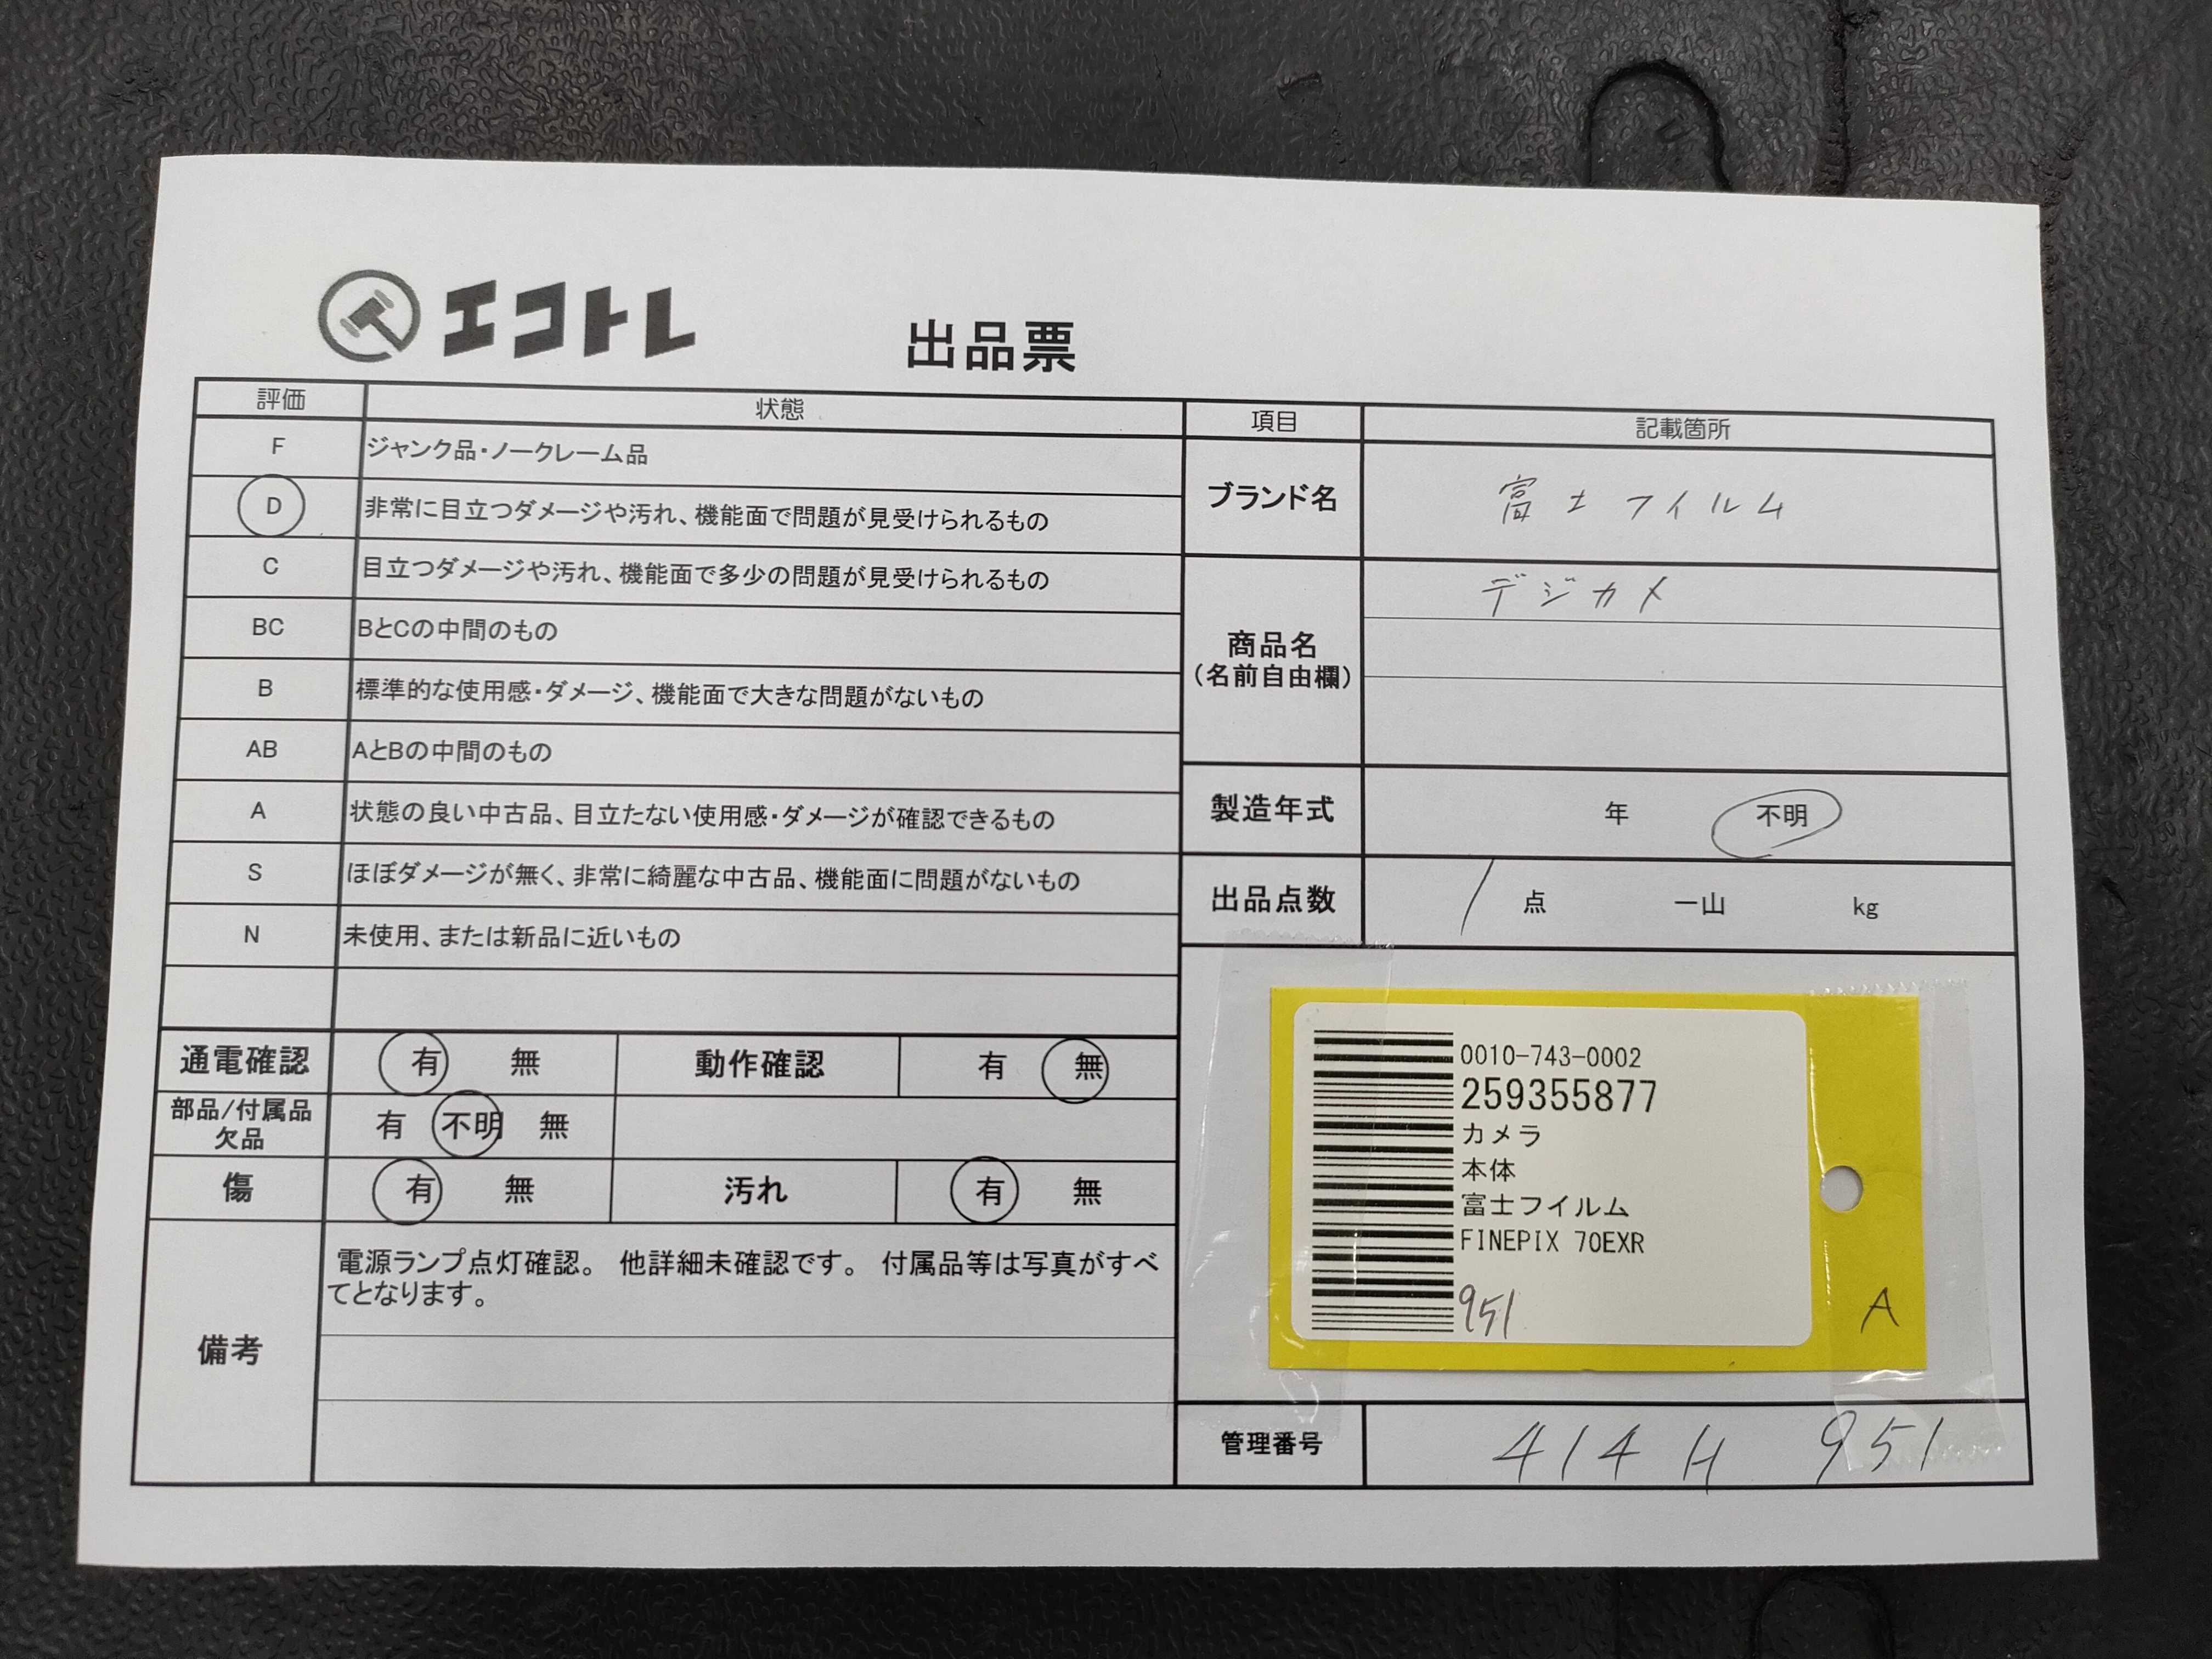 エコトレ
出品票
評価 状態
F ジャンク品・ノークレーム品
D 非常に目立つダメージや汚れ、機能面で問題が見受けられるもの
C 目立つダメージや汚れ、機能面で多少の問題が見受けられるもの
BC BとCの中間のもの
B 標準的な使用感・ダメージ、機能面で大きな問題がないもの
AB AとBの中間のもの
A 状態の良い中古品、目立たない使用感・ダメージが確認できるもの
S ほぼダメージが無く、非常に綺麗な中古品、機能面に問題がないもの
N 未使用、または新品に近いもの
通電確認 有 無 動作確認 有 無
部品/付属品
欠品
有 不明 無
傷 有 無 汚れ 有 無
備考
電源ランプ点灯確認。 他詳細未確認です。 付属品等は写真がすべ
てとなります。
項目 記載箇所
ブランド名 富士フイルム
商品名
(名前自由欄)
デジカメ
製造年式 年 不明
出品点数 1 点 一山 kg
0010-743-0002
259355877
カメラ
本体
富士フイルム
FINEPIX 70EXR
951
A
管理番号 414 H 951